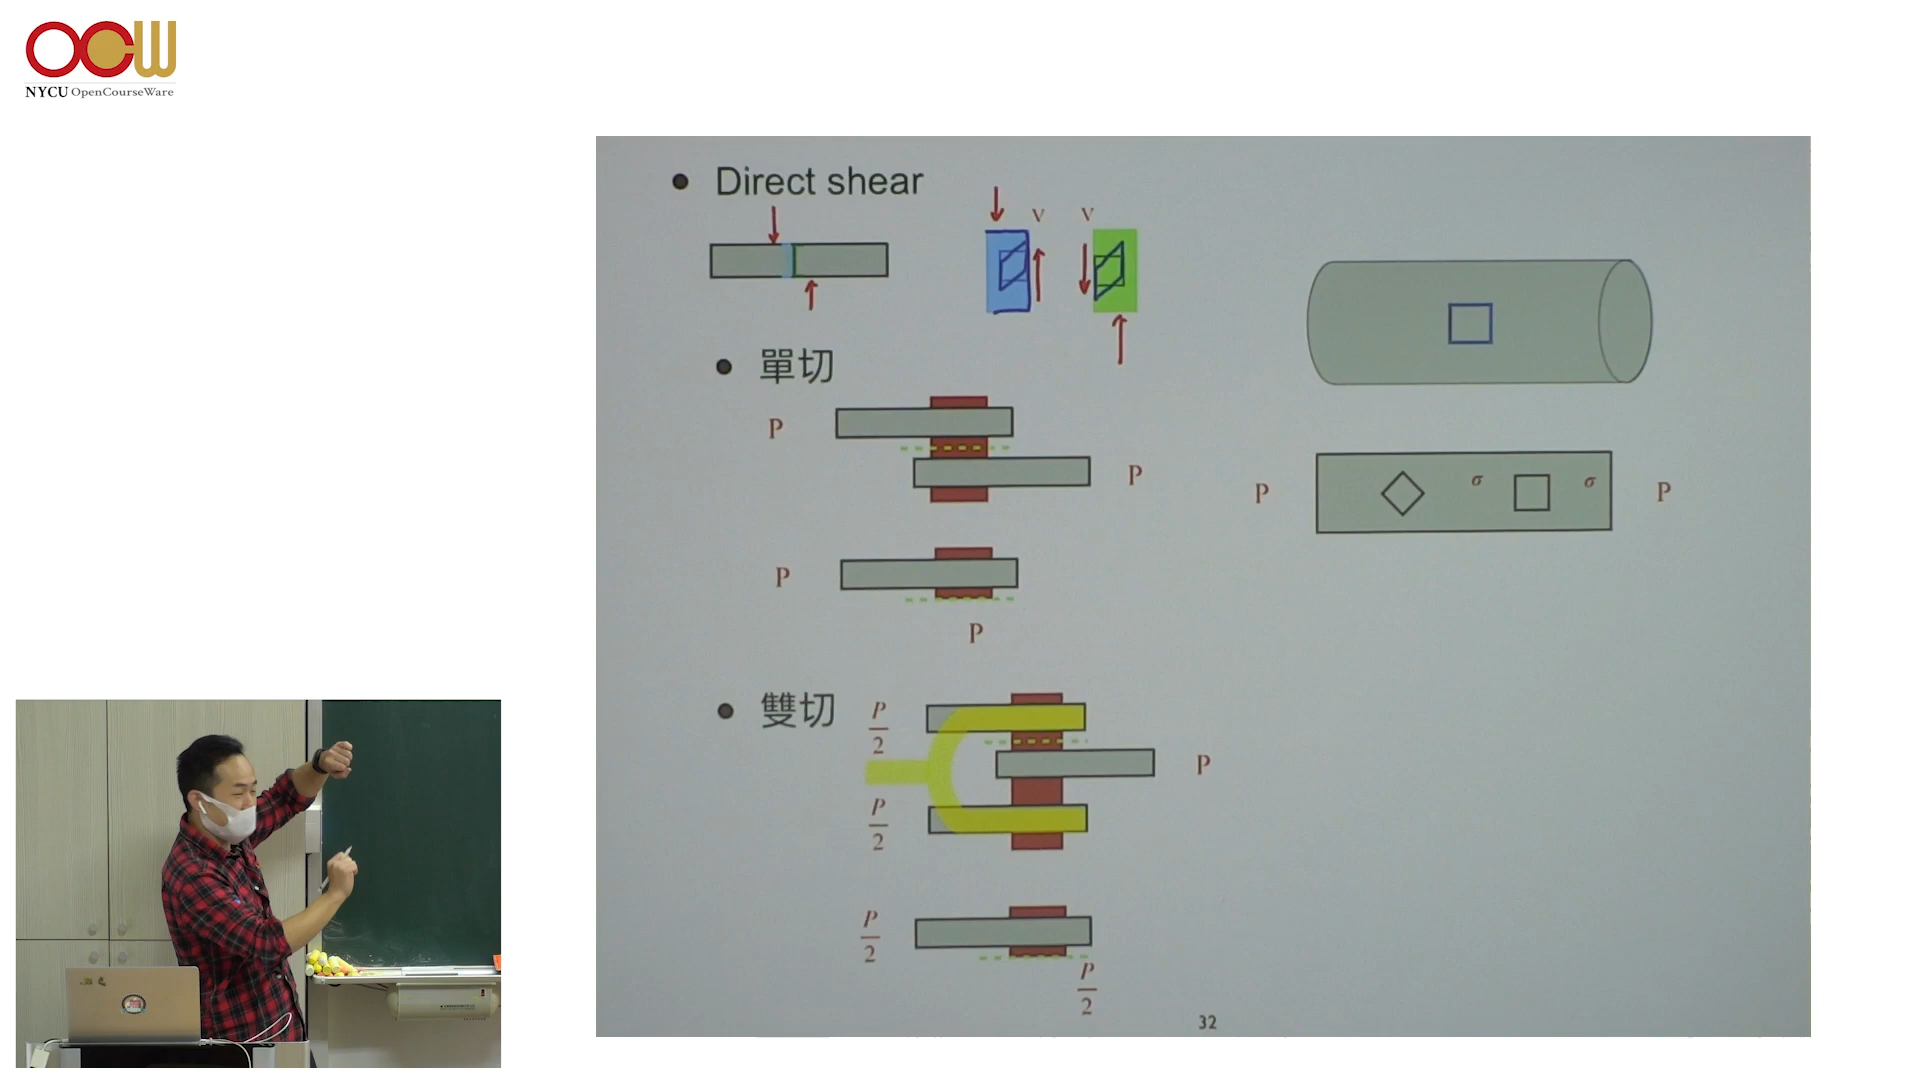 OCW
NYCU OpenCourseWare
Direct shear
V V
單切
P
P
P
P
P σ σ P
雙切
P/2
P
P/2
P/2
P/2
32